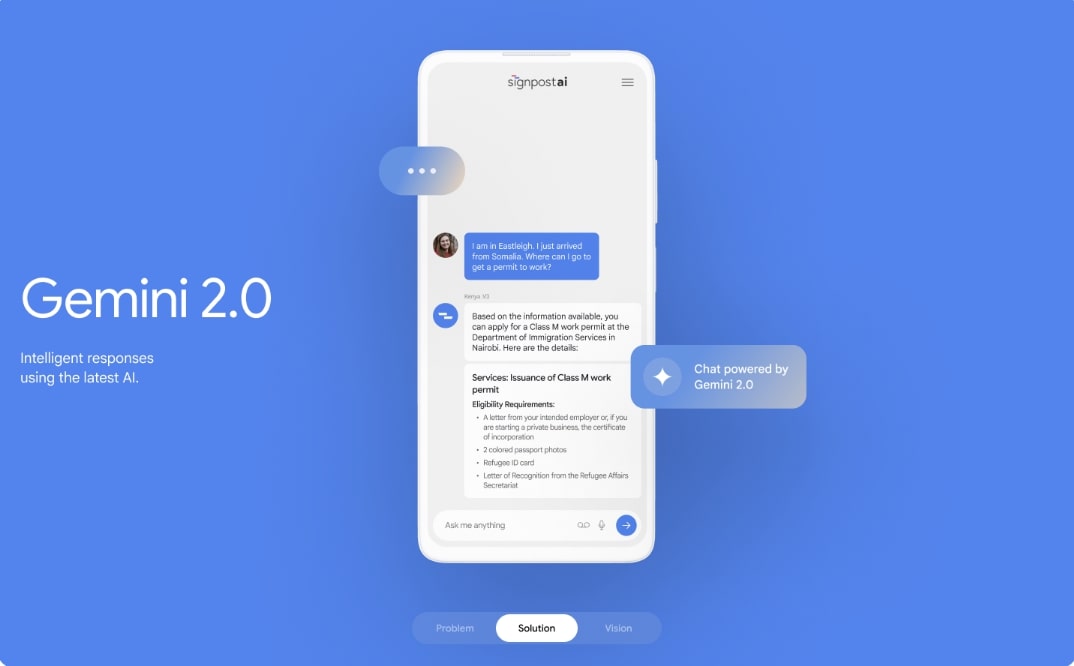 signpostai
I am in Eastleigh. I just arrived
from Somalia. Where can I go to
get a permit to work?
Gemini 2.0
Intelligent responses
using the latest AI.
Based on the information available, you
can apply for a Class M work permit at the
Department of Immigration Services in
Nairobi. Here are the details:
Chat powered by
Gemini 2.0
Services: Issuance of Class M work
permit
Eligibility Requirements:
• A letter from your intended employer or, if you
are starting a private business, the certificate
of incorporation
• 2 colored passport photos
• Refugee ID card
• Letter of Recognition from the Refugee Affairs
Secretariat
Ask me anything
Problem
Solution
Vision